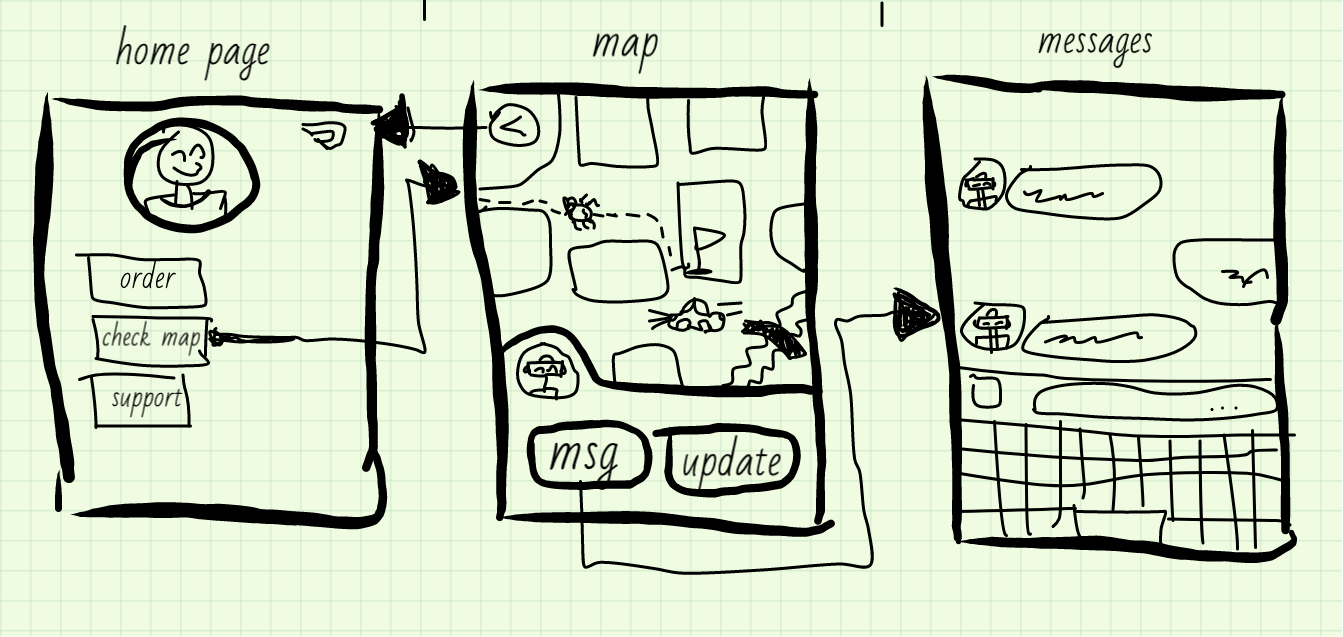 home page
map
messages
order
check map
support
<
msg
update
...